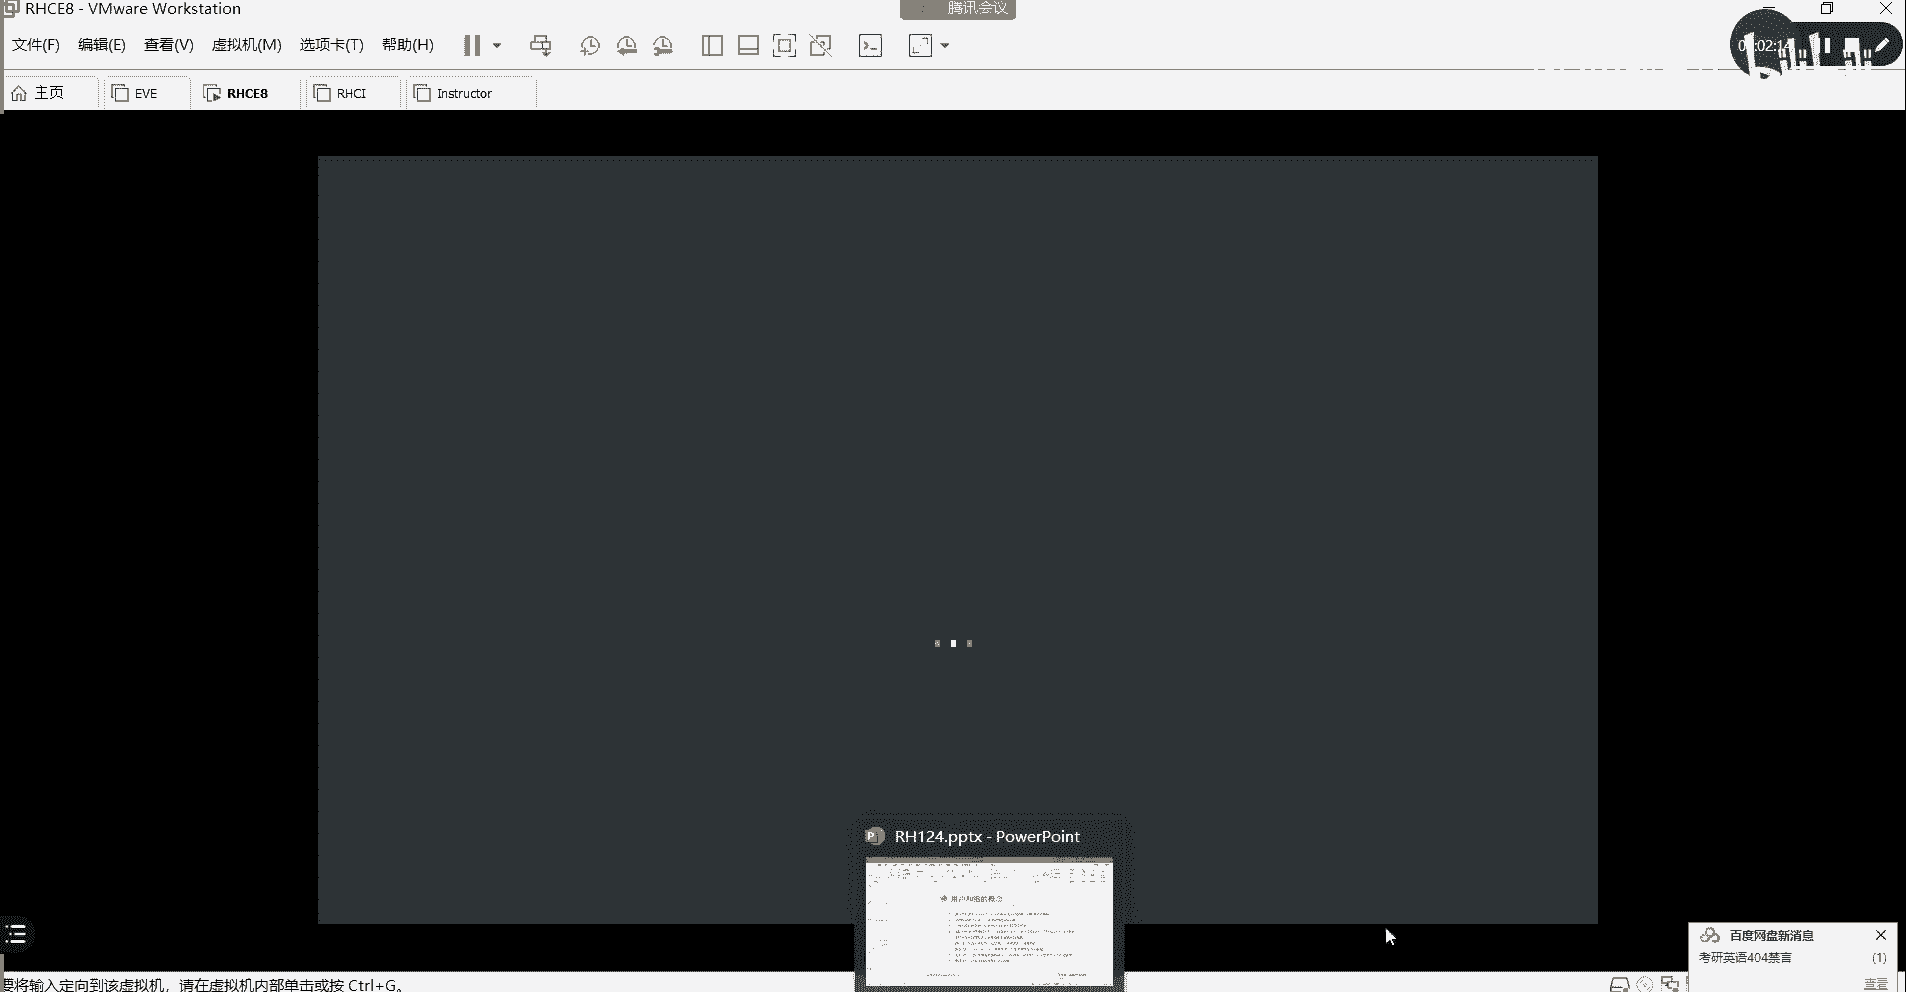 RHCE8 - VMware Workstation
腾讯会议
文件(F) 编辑(E) 查看(V) 虚拟机(M) 选项卡(T) 帮助(H)
主页 EVE RHCE8 RHCI Instructor
RH124.pptx - PowerPoint
用户和组的概念
百度网盘新消息
考研英语404禁言 (1)
查看
要将输入定向到该虚拟机，请在虚拟机内部单击或按 Ctrl+G。